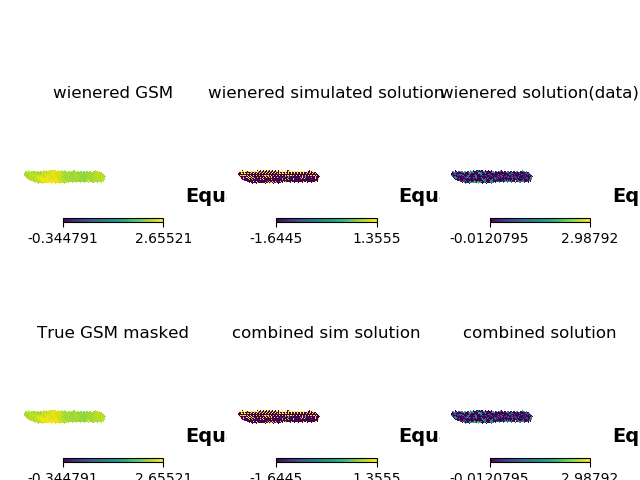 wienered GSM wienered simulated solution wienered solution(data)
Equ Equ Eq
-0.344791 2.65521 -1.6445 1.3555 -0.0120795 2.98792
True GSM masked combined sim solution combined solution
Equ Equ Eq
-0.344791 2.65521 -1.6445 1.3555 -0.0120795 2.98792